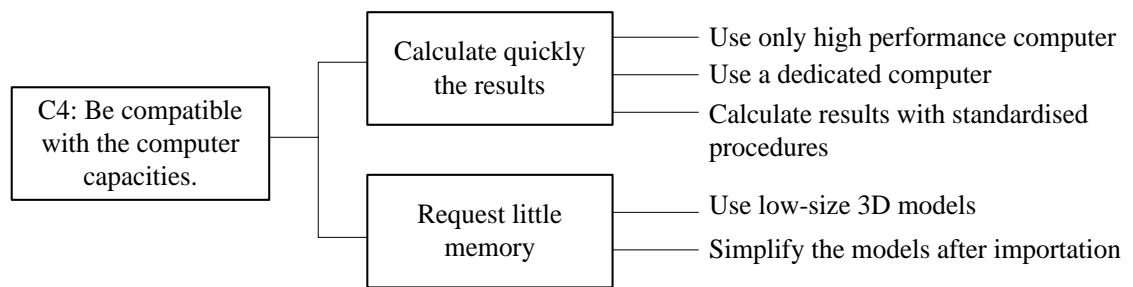 C4: Be compatible
with the computer
capacities.
Calculate quickly
the results
Use only high performance computer
Use a dedicated computer
Calculate results with standardised
procedures
Request little
memory
Use low-size 3D models
Simplify the models after importation